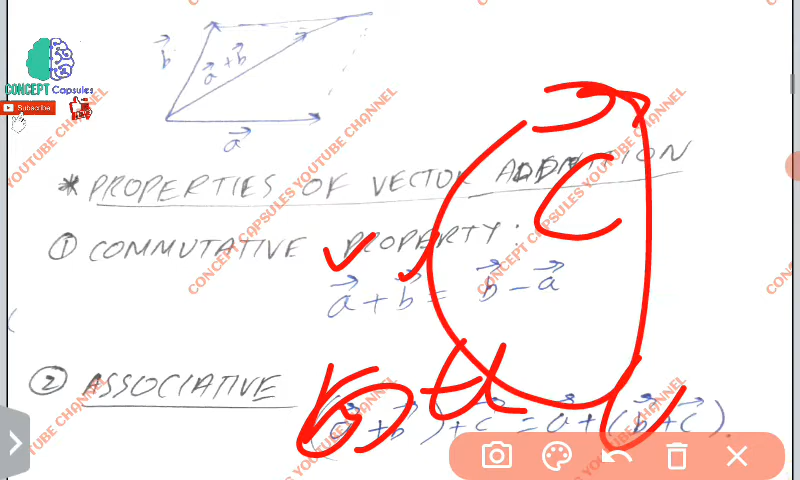 b⃗
a⃗ + b⃗
CONCEPT Capsules
Subscribe
a⃗
* PROPERTIES OF VECTOR ADDITION
① COMMUTATIVE PROPERTY:
a⃗ + b⃗ = b⃗ - a⃗
C
② ASSOCIATIVE
(a⃗ + b⃗) + c⃗ = a⃗ + (b⃗ + c⃗).
CONCEPT CAPSULES YOUTUBE CHANNEL